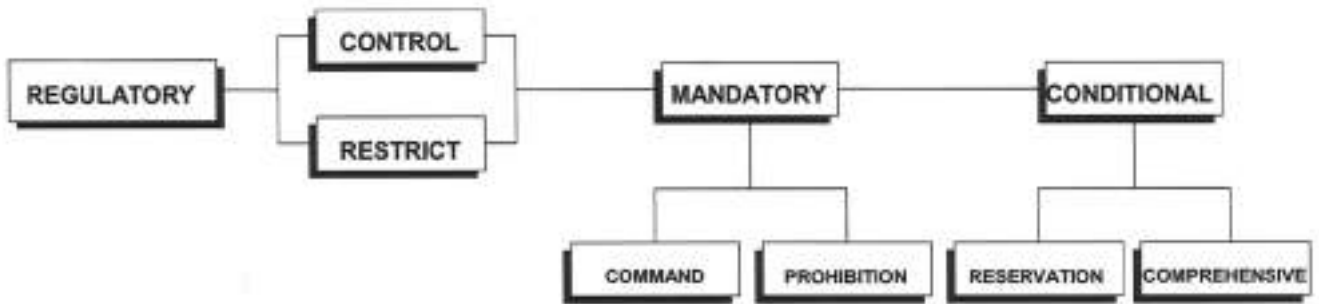 REGULATORY
CONTROL
RESTRICT
MANDATORY
CONDITIONAL
COMMAND
PROHIBITION
RESERVATION
COMPREHENSIVE